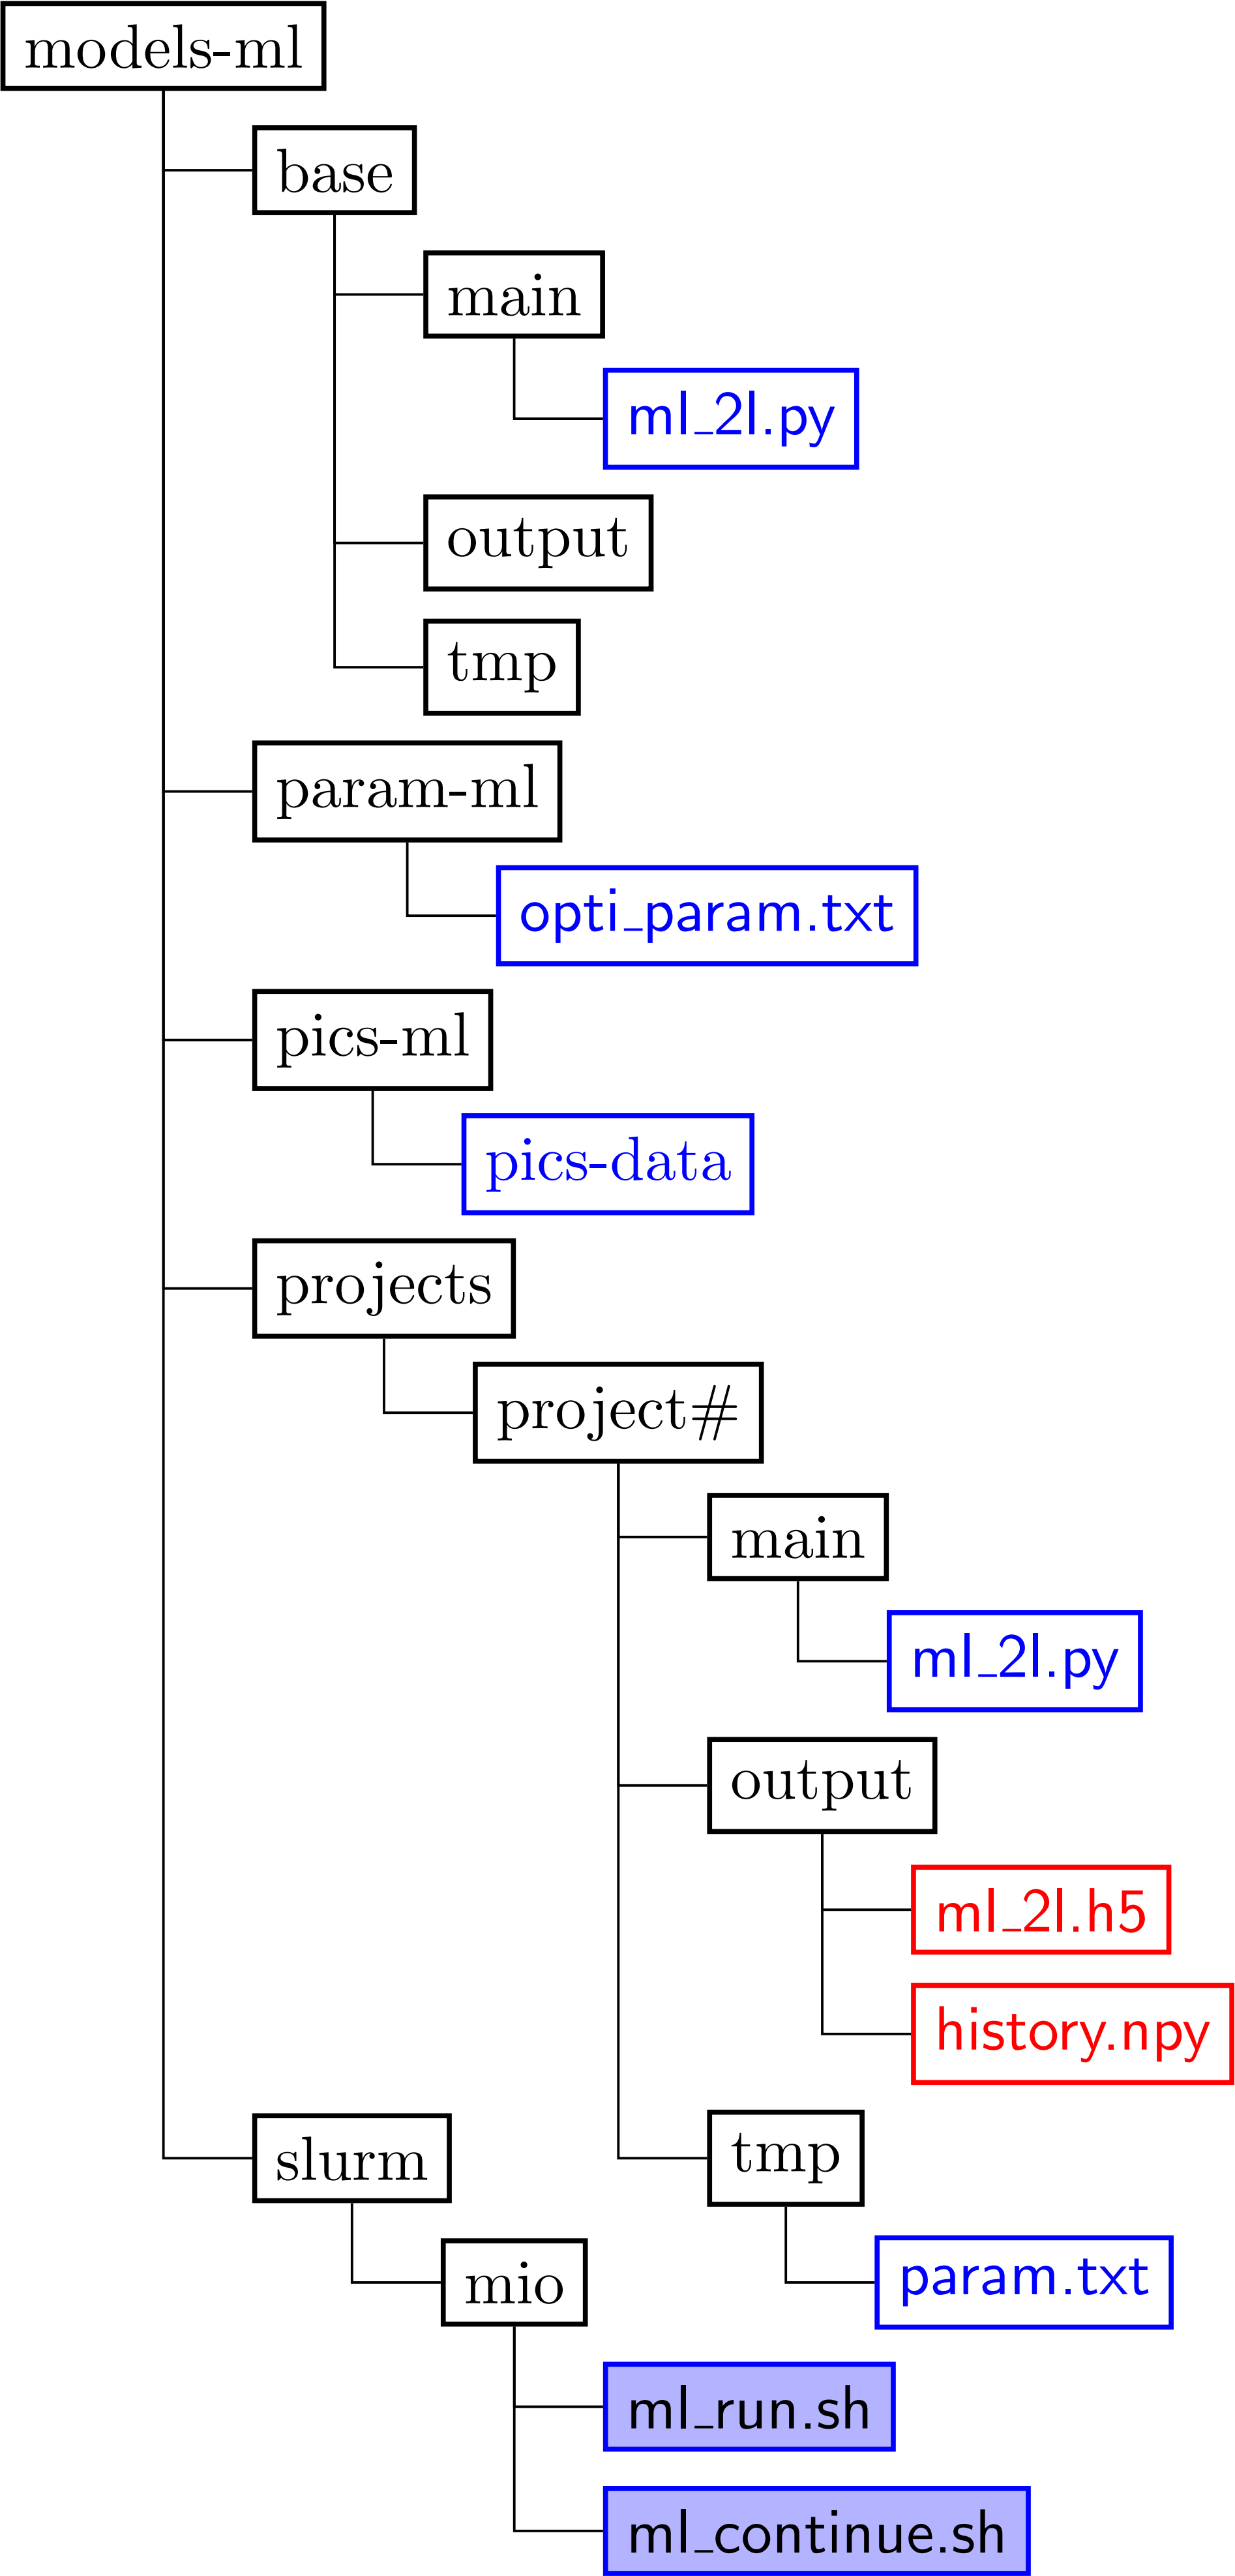 models-ml
base
main
ml_2l.py
output
tmp
param-ml
opti_param.txt
pics-ml
pics-data
projects
project#
main
ml_2l.py
output
ml_2l.h5
history.npy
slurm
tmp
mio
param.txt
ml_run.sh
ml_continue.sh